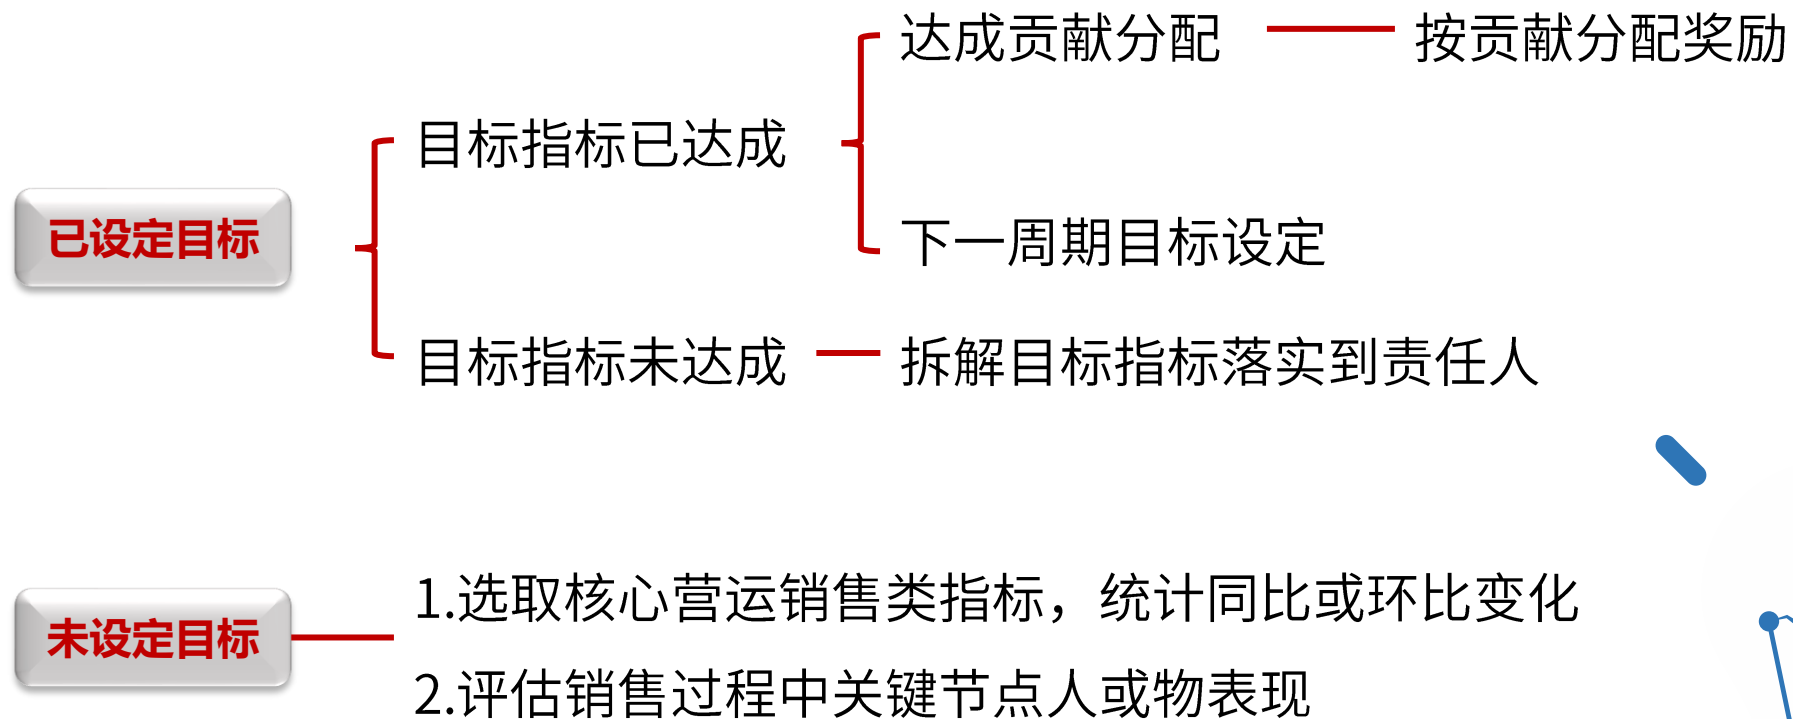 达成贡献分配 按贡献分配奖励
目标指标已达成
已设定目标
下一周期目标设定
目标指标未达成 拆解目标指标落实到责任人
1.选取核心营运销售类指标，统计同比或环比变化
未设定目标
2.评估销售过程中关键节点人或物表现